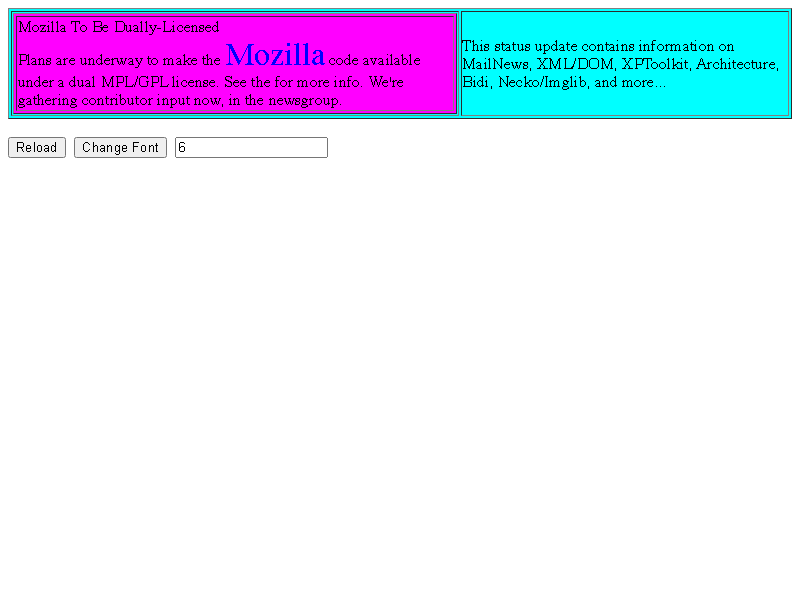 Mozilla To Be Dually-Licensed
Plans are underway to make the Mozilla code available
under a dual MPL/GPL license. See the for more info. We're
gathering contributor input now, in the newsgroup.
This status update contains information on
MailNews, XML/DOM, XPToolkit, Architecture,
Bidi, Necko/Imglib, and more...
Reload Change Font 6